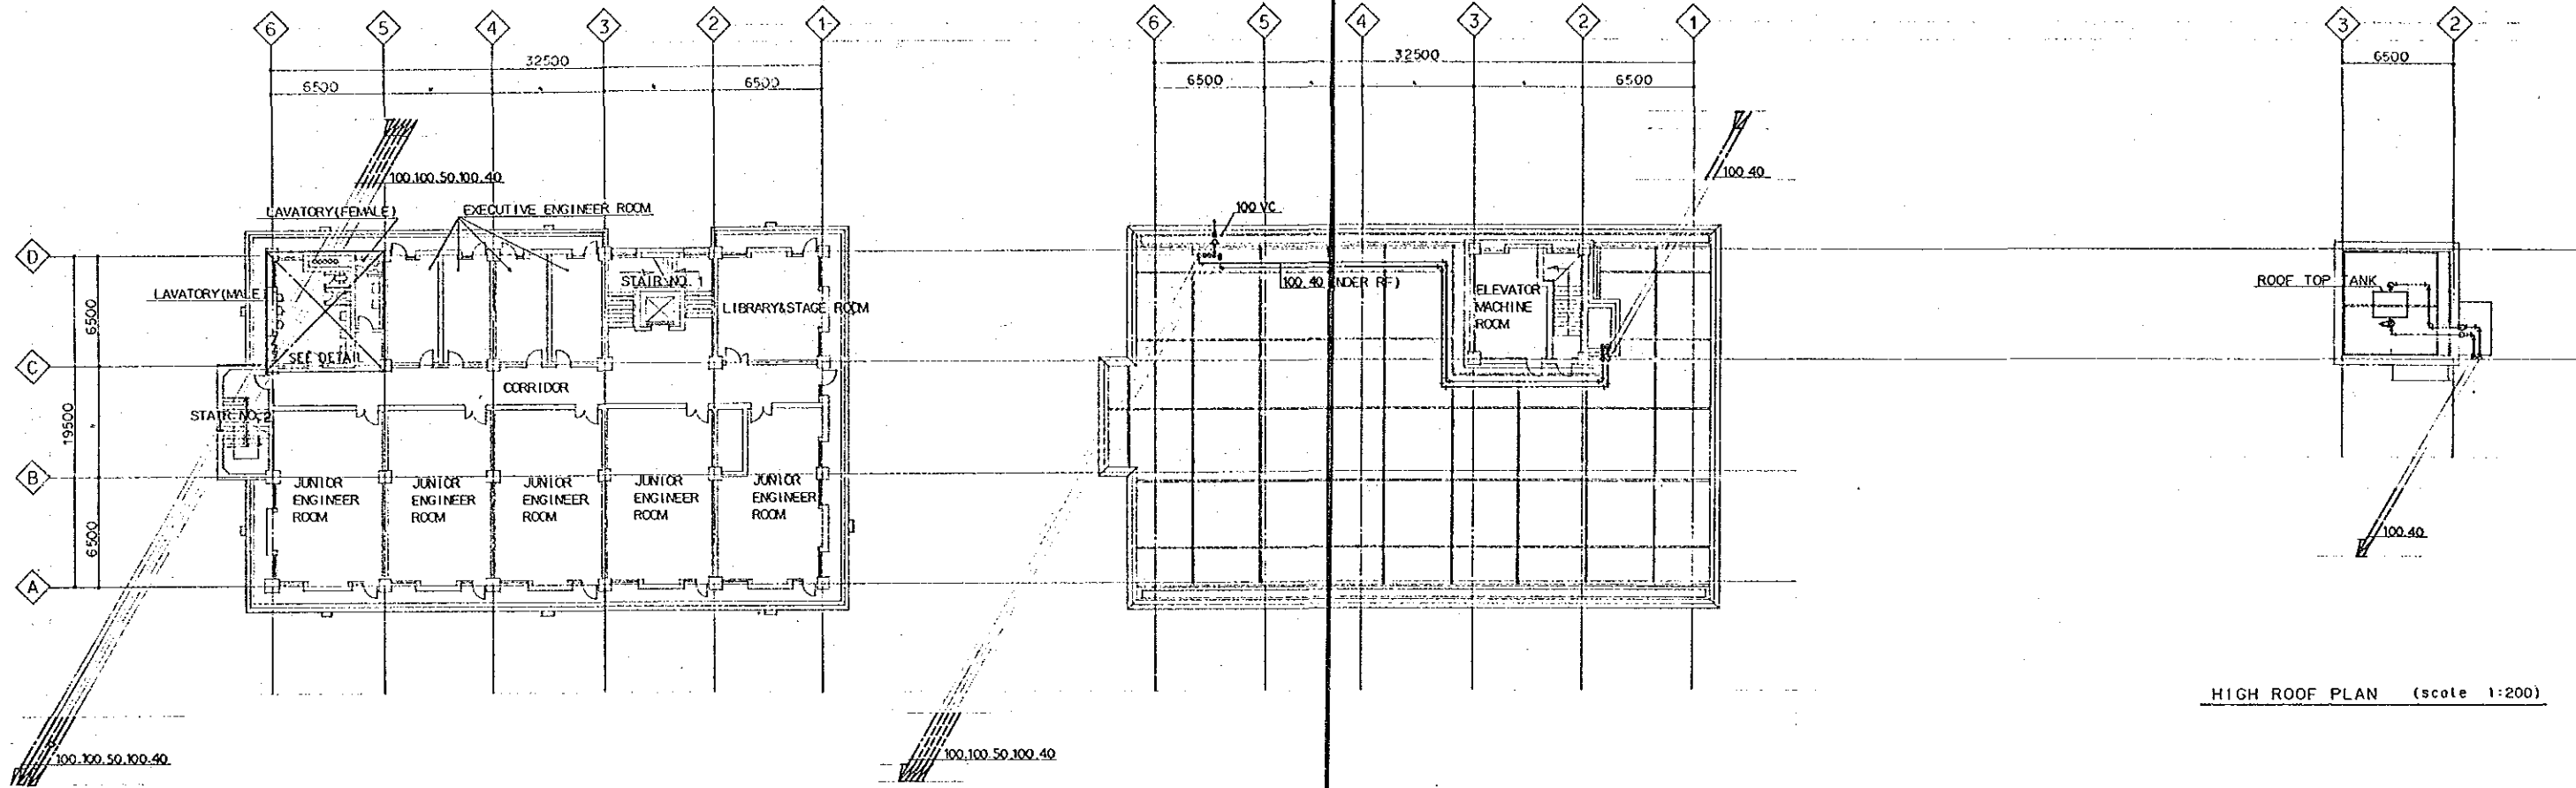 6 5 4 3 2 1
32500
6500 6500
100.100.50.100.40
LAVATORY(FEMALE)
EXECUTIVE ENGINEER ROOM
D
STAIR NO. 1
LAVATORY(MALE)
LIBRARY&STAGE ROOM
6500
SEE DETAIL
C
CORRIDOR
STAIR NO.2
19500
B
JUNIOR
ENGINEER
ROOM
JUNIOR
ENGINEER
ROOM
JUNIOR
ENGINEER
ROOM
JUNIOR
ENGINEER
ROOM
JUNIOR
ENGINEER
ROOM
6500
A
100.100.50.100.40
6 5 4 3 2 1
32500
6500 6500
100.40
100 VC
100.40 (NDER RF)
ELEVATOR
MACHINE
ROOM
100.100.50.100.40
3 2
6500
ROOF TOP TANK
100.40
HIGH ROOF PLAN (scole 1:200)